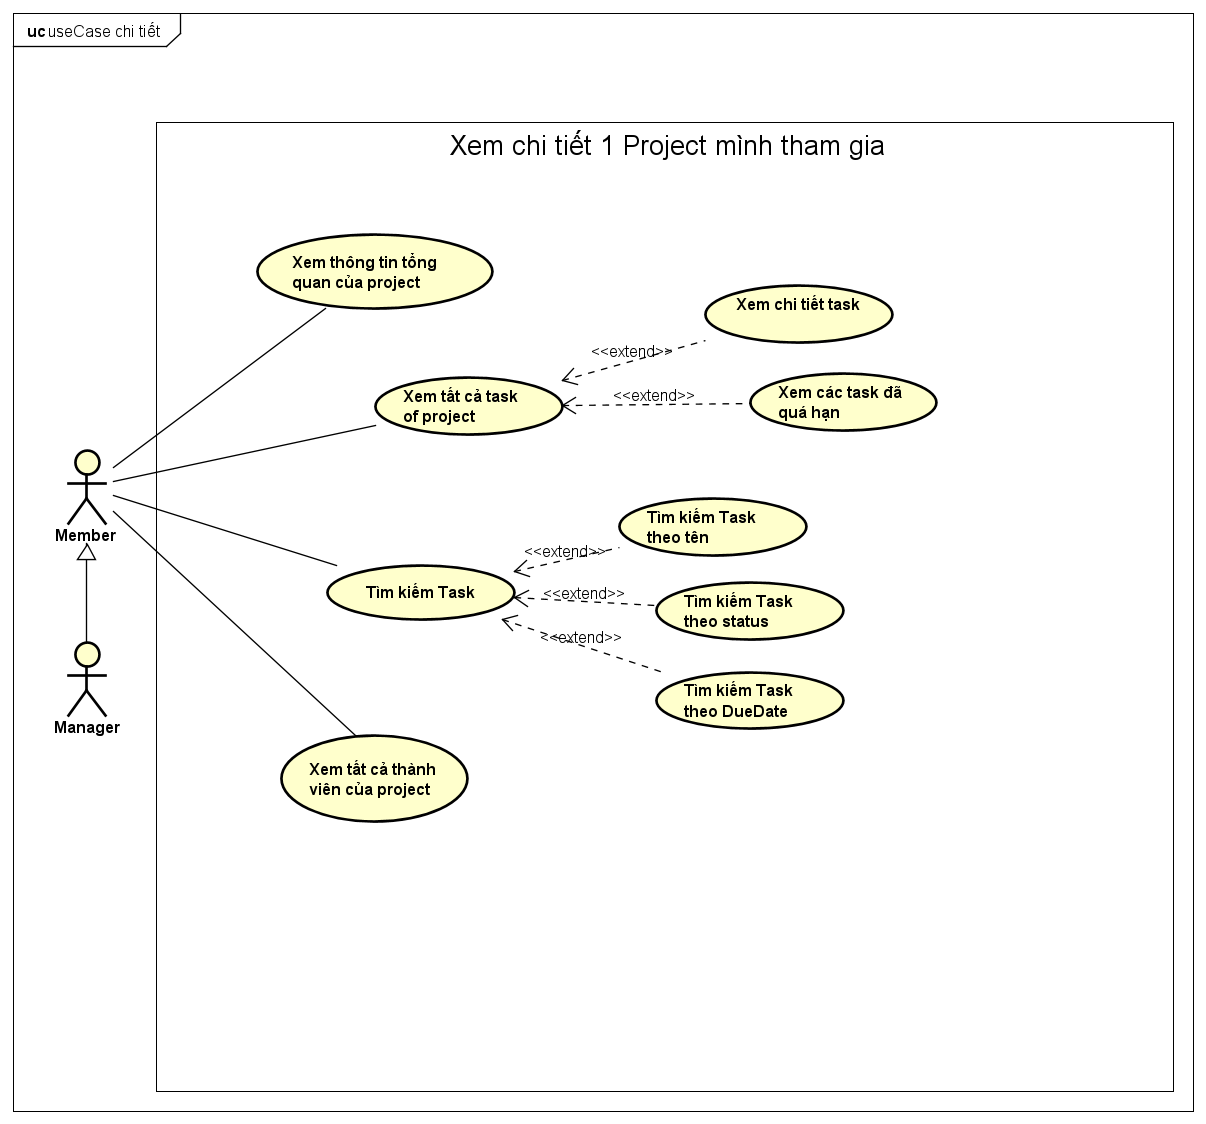 uc useCase chi tiết
Xem chi tiết 1 Project mình tham gia
Xem thông tin tổng
quan của project
Xem chi tiết task
<<extend>>
Xem tất cả task
of project
<<extend>>
Xem các task đã
quá hạn
Member
Tìm kiếm Task
theo tên
<<extend>>
Tìm kiếm Task
<<extend>>
Tìm kiếm Task
theo status
<<extend>>
Tìm kiếm Task
theo DueDate
Manager
Xem tất cả thành
viên của project